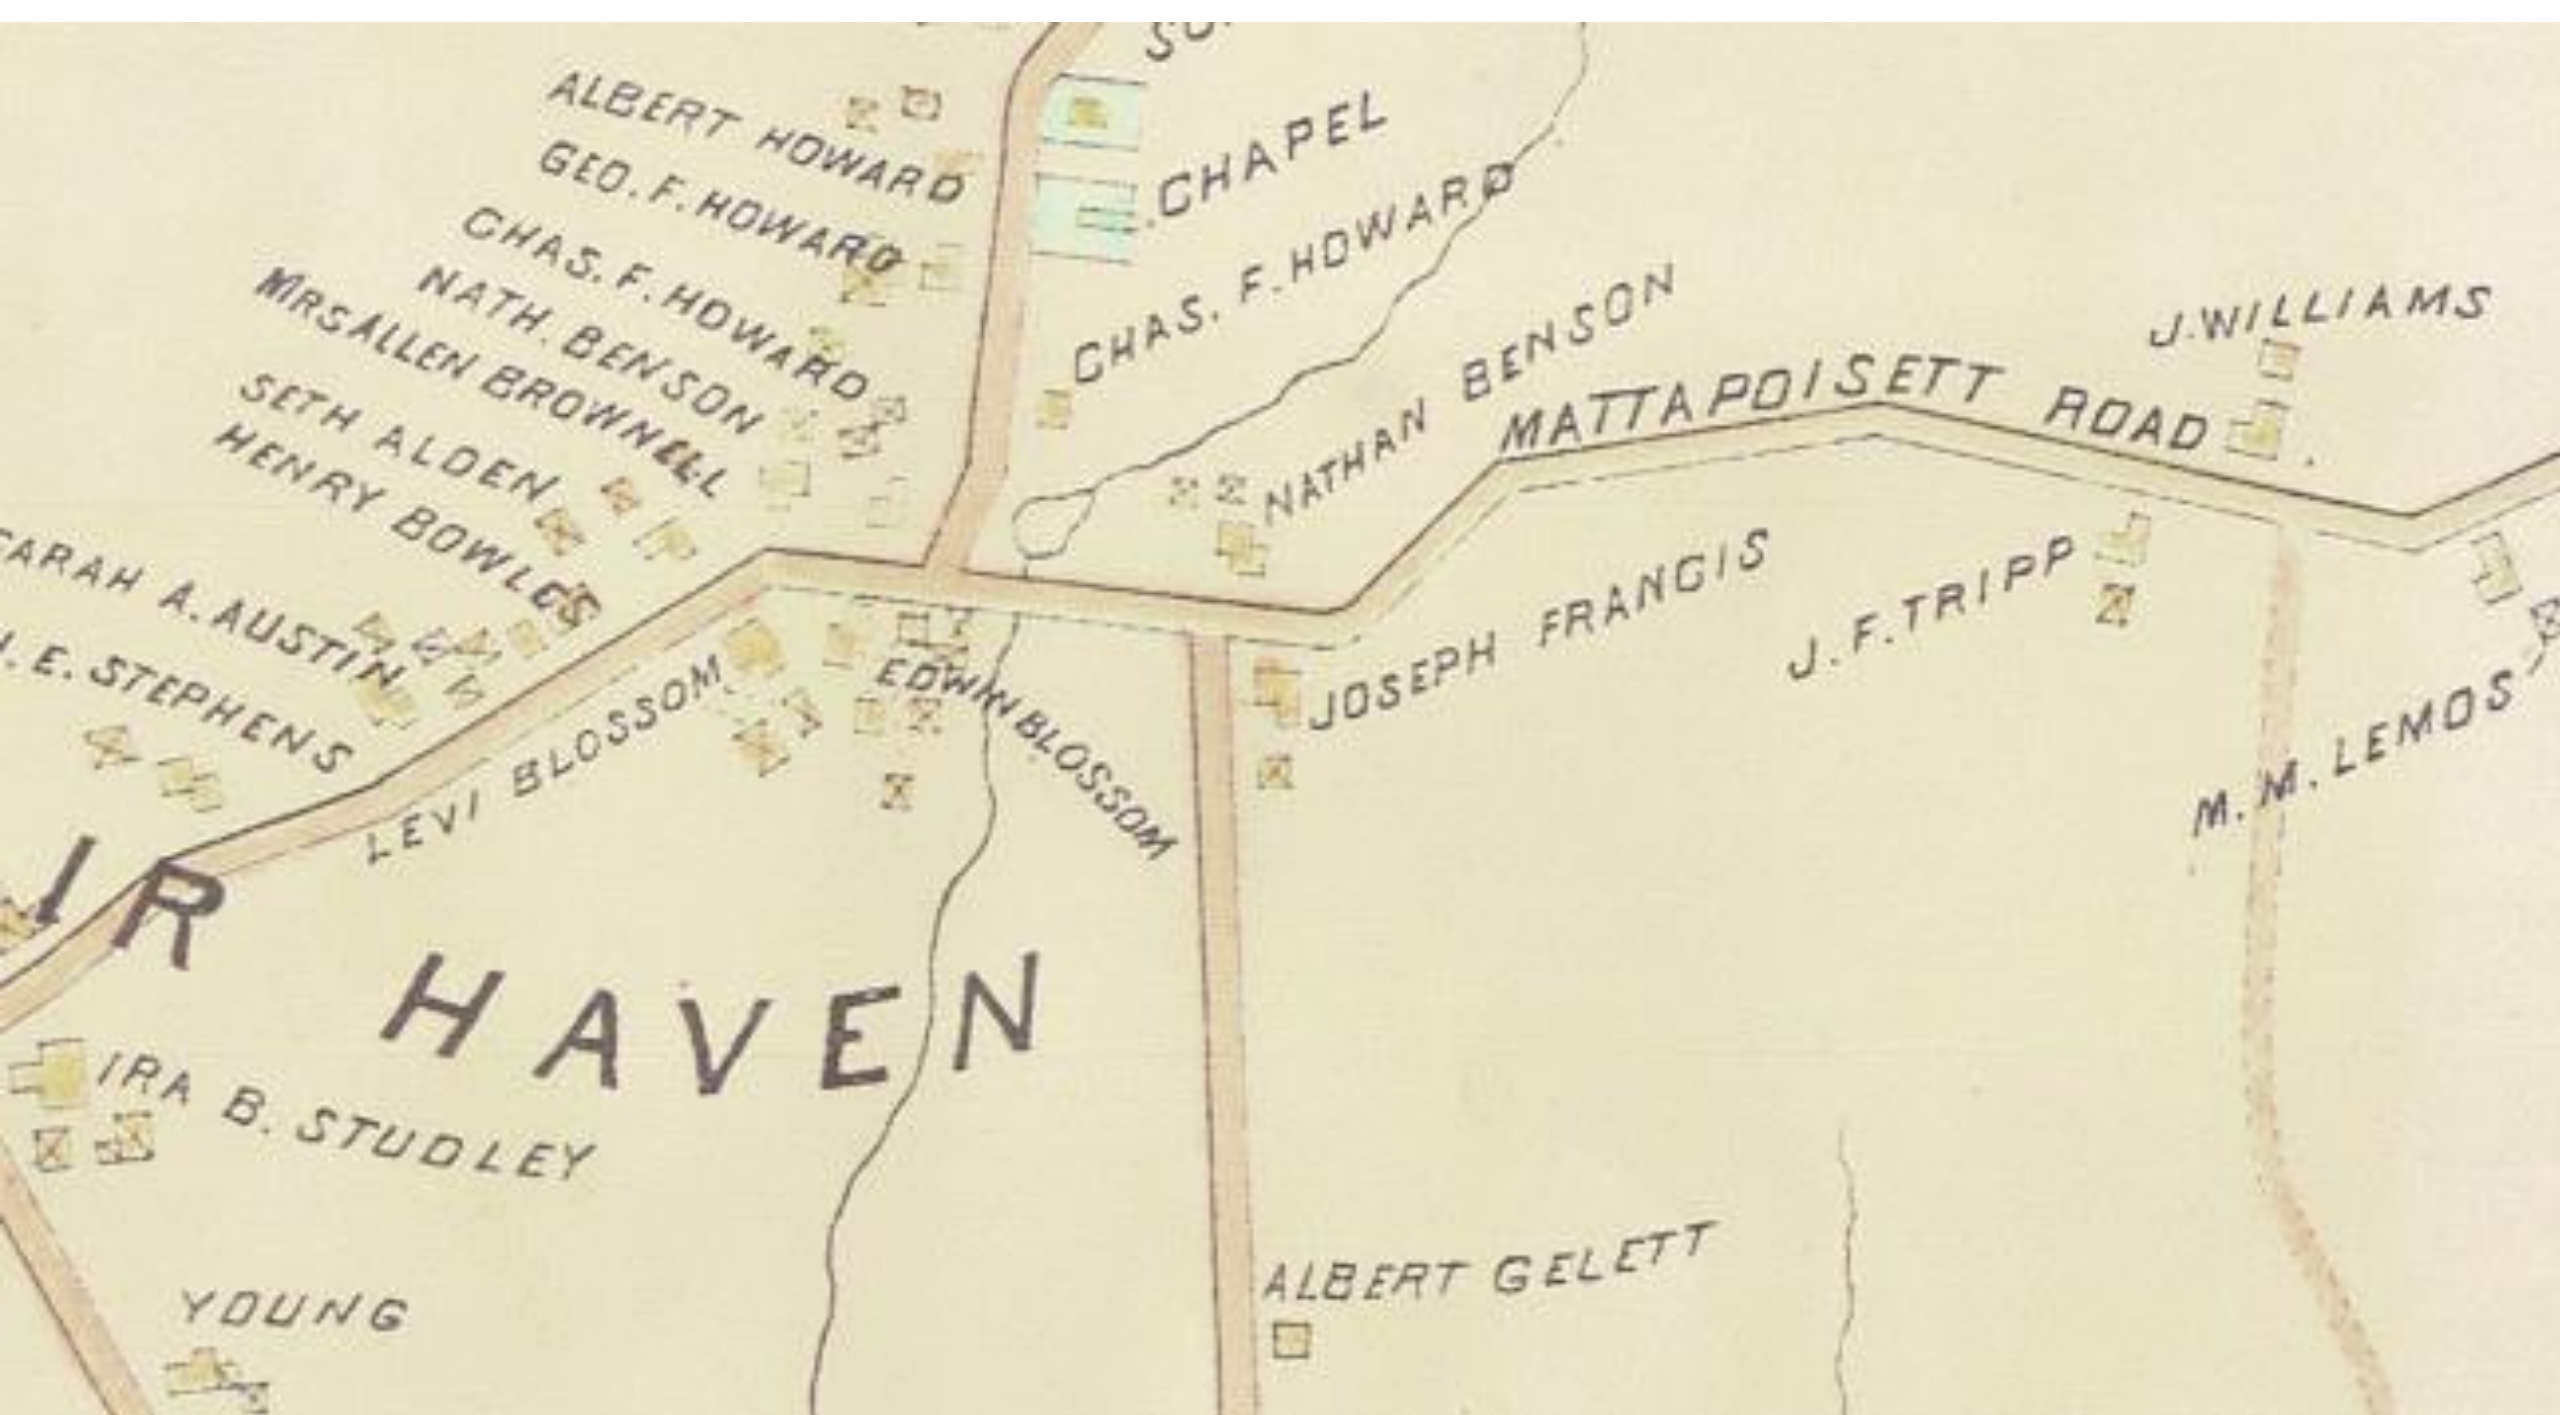 ALBERT HOWARD
GEO. F. HOWARD
CHAS. F. HOWARD
NATH. BENSON
MRS ALLEN BROWNELL
SETH ALDEN
HENRY BOWLES
SARAH A. AUSTIN
E. STEPHENS
CHAPEL
CHAS. F. HOWARD
NATHAN BENSON
MATTAPOISETT ROAD
J. WILLIAMS
LEVI BLOSSOM
EDWIN BLOSSOM
JOSEPH FRANCIS
J. F. TRIPP
M. M. LEMOS
IR HAVEN
IRA B. STUDLEY
YOUNG
ALBERT GELETT